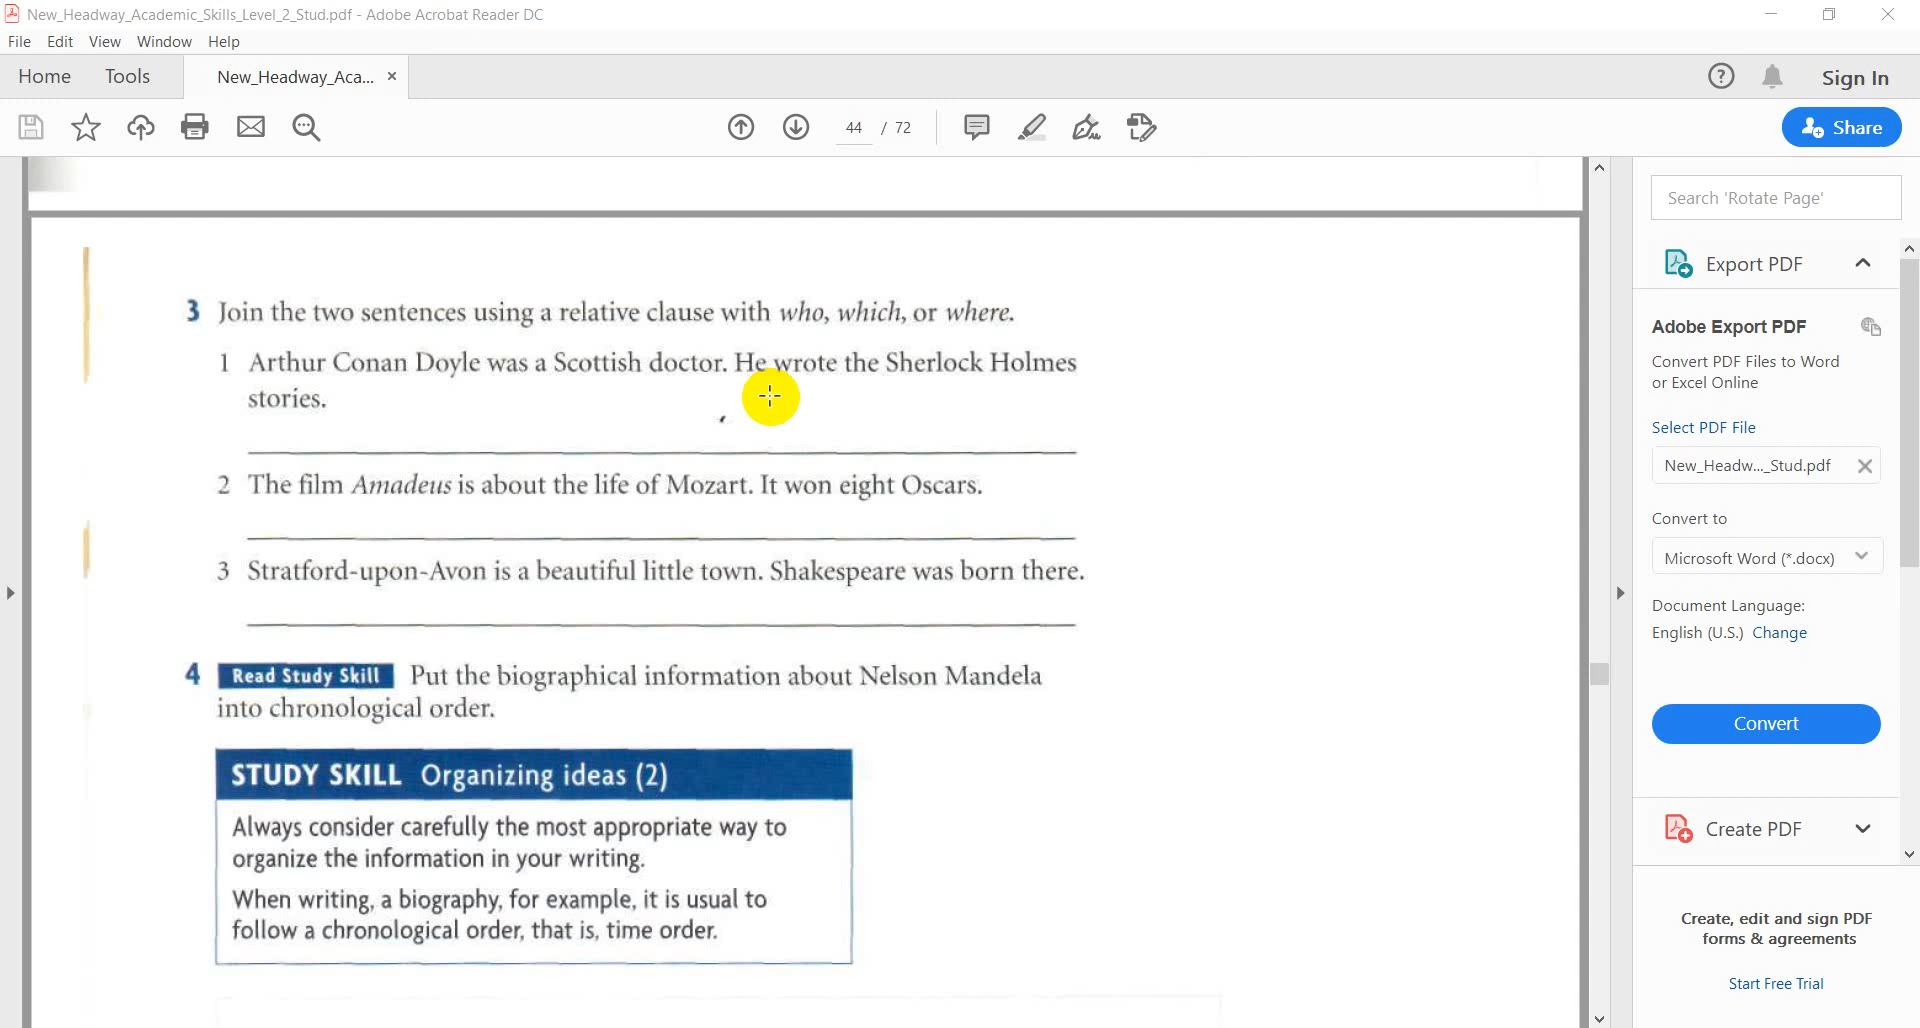 New_Headway_Academic_Skills_Level_2_Stud.pdf - Adobe Acrobat Reader DC
File Edit View Window Help
Home Tools New_Headway_Aca... × Sign In
44 / 72 Share
Search 'Rotate Page'
Export PDF
Adobe Export PDF
Convert PDF Files to Word
or Excel Online
Select PDF File
New_Headw..._Stud.pdf
Convert to
Microsoft Word (*.docx)
Document Language:
English (U.S.) Change
Convert
Create PDF
Create, edit and sign PDF
forms & agreements
Start Free Trial
3 Join the two sentences using a relative clause with who, which, or where.
1 Arthur Conan Doyle was a Scottish doctor. He wrote the Sherlock Holmes
stories.
2 The film Amadeus is about the life of Mozart. It won eight Oscars.
3 Stratford-upon-Avon is a beautiful little town. Shakespeare was born there.
4 Read Study Skill Put the biographical information about Nelson Mandela
into chronological order.
STUDY SKILL Organizing ideas (2)
Always consider carefully the most appropriate way to
organize the information in your writing.
When writing, a biography, for example, it is usual to
follow a chronological order, that is, time order.